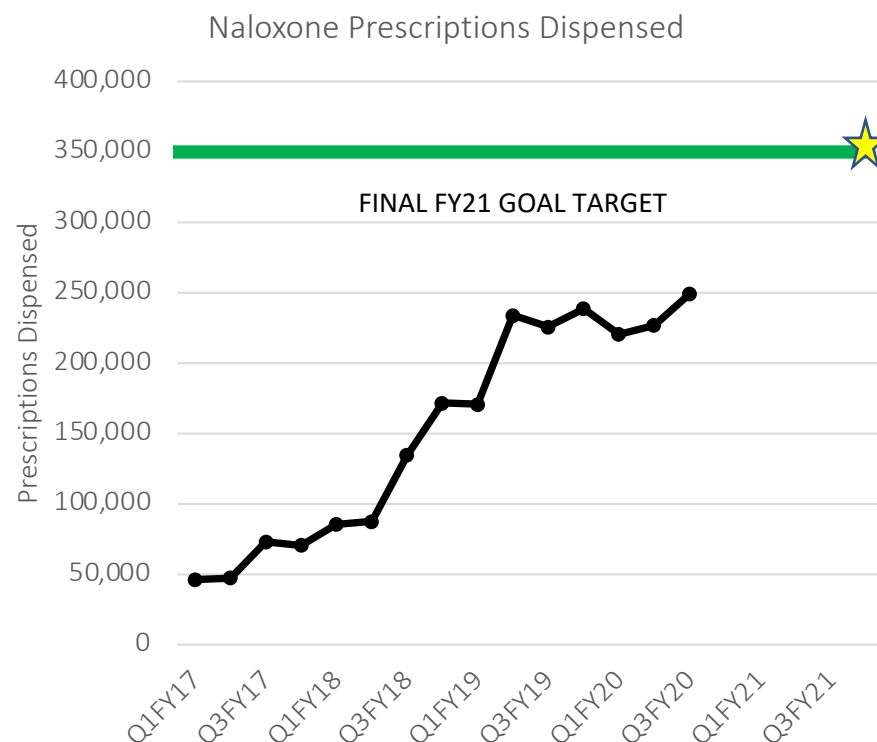 Naloxone Prescriptions Dispensed
400,000
350,000
FINAL FY21 GOAL TARGET
300,000
250,000
200,000
150,000
100,000
50,000
0
Prescriptions Dispensed
Q1FY17
Q3FY17
Q1FY18
Q3FY18
Q1FY19
Q3FY19
Q1FY20
Q3FY20
Q1FY21
Q3FY21